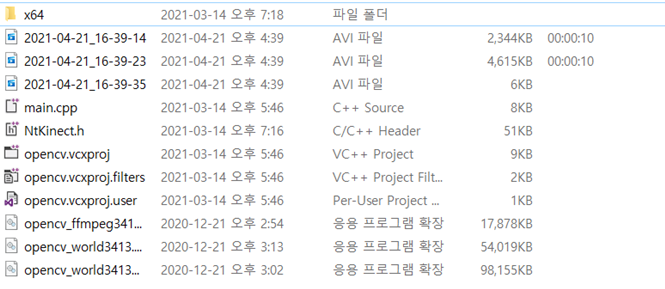 x64 2021-03-14 오후 7:18 파일 폴더
2021-04-21_16-39-14 2021-04-21 오후 4:39 AVI 파일 2,344KB 00:00:10
2021-04-21_16-39-23 2021-04-21 오후 4:39 AVI 파일 4,615KB 00:00:10
2021-04-21_16-39-35 2021-04-21 오후 4:39 AVI 파일 6KB
main.cpp 2021-03-14 오후 5:46 C++ Source 8KB
NtKinect.h 2021-03-14 오후 7:16 C/C++ Header 51KB
opencv.vcxproj 2021-03-14 오후 5:46 VC++ Project 9KB
opencv.vcxproj.filters 2021-03-14 오후 5:46 VC++ Project Filt... 2KB
opencv.vcxproj.user 2021-03-14 오후 5:46 Per-User Project ... 1KB
opencv_ffmpeg341... 2020-12-21 오후 2:54 응용 프로그램 확장 17,878KB
opencv_world3413... 2020-12-21 오후 3:13 응용 프로그램 확장 54,019KB
opencv_world3413... 2020-12-21 오후 3:02 응용 프로그램 확장 98,155KB